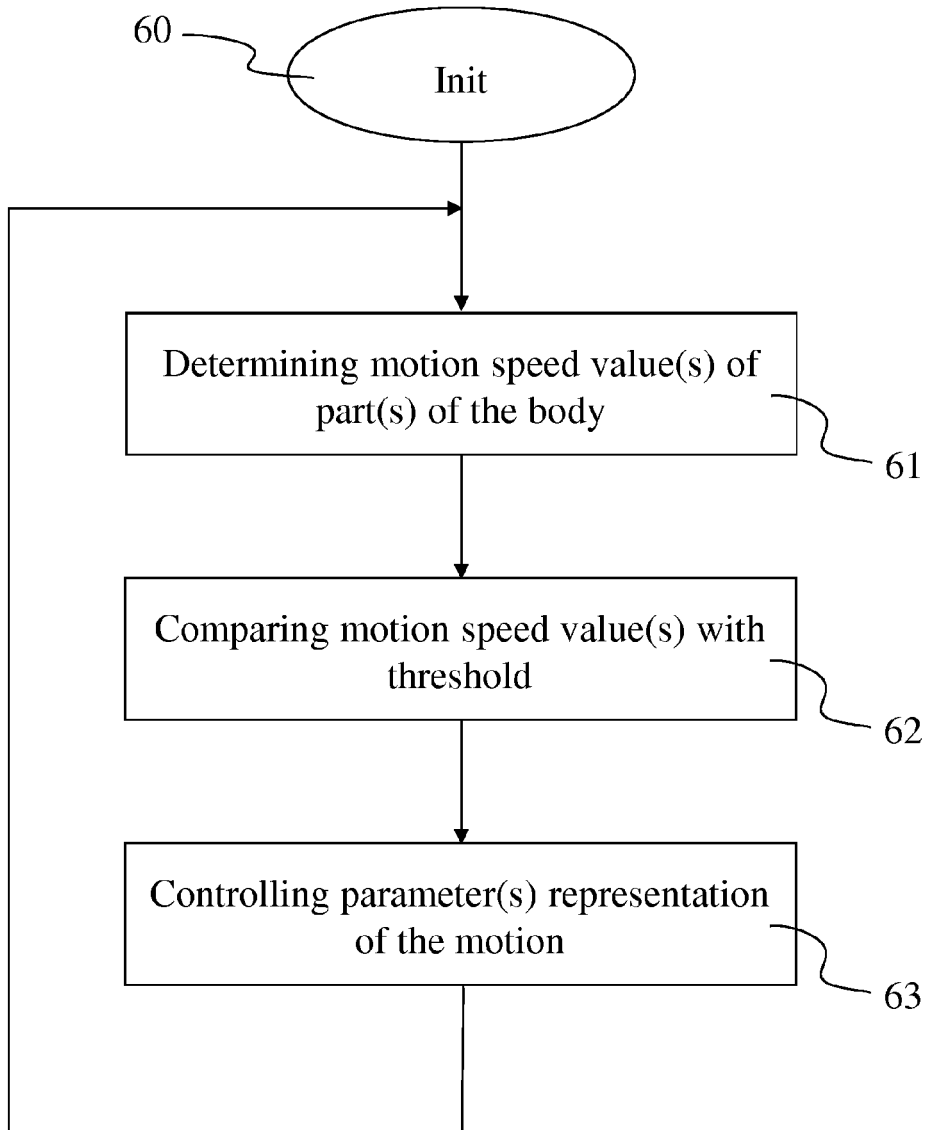 60
Init
Determining motion speed value(s) of
part(s) of the body
61
Comparing motion speed value(s) with
threshold
62
Controlling parameter(s) representation
of the motion
63